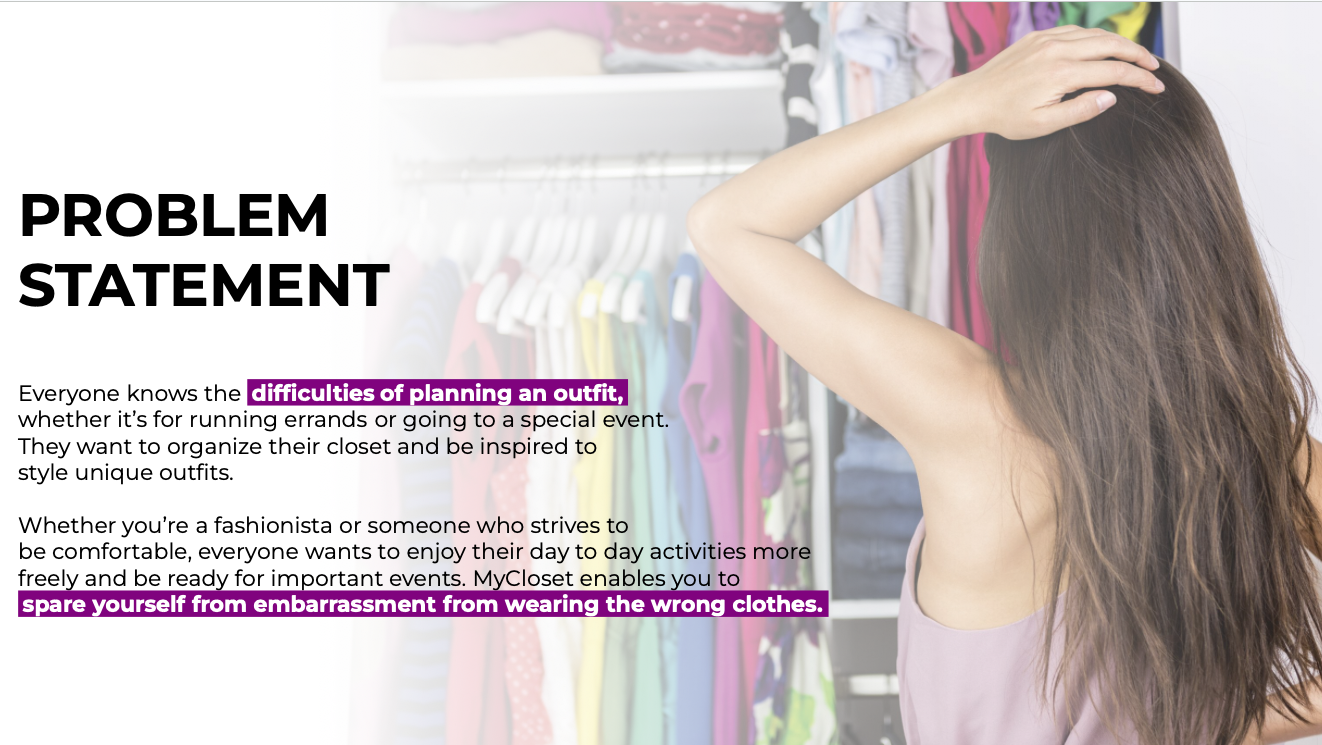 PROBLEM
STATEMENT
Everyone knows the difficulties of planning an outfit,
whether it’s for running errands or going to a special event.
They want to organize their closet and be inspired to
style unique outfits.
Whether you’re a fashionista or someone who strives to
be comfortable, everyone wants to enjoy their day to day activities more
freely and be ready for important events. MyCloset enables you to
spare yourself from embarrassment from wearing the wrong clothes.